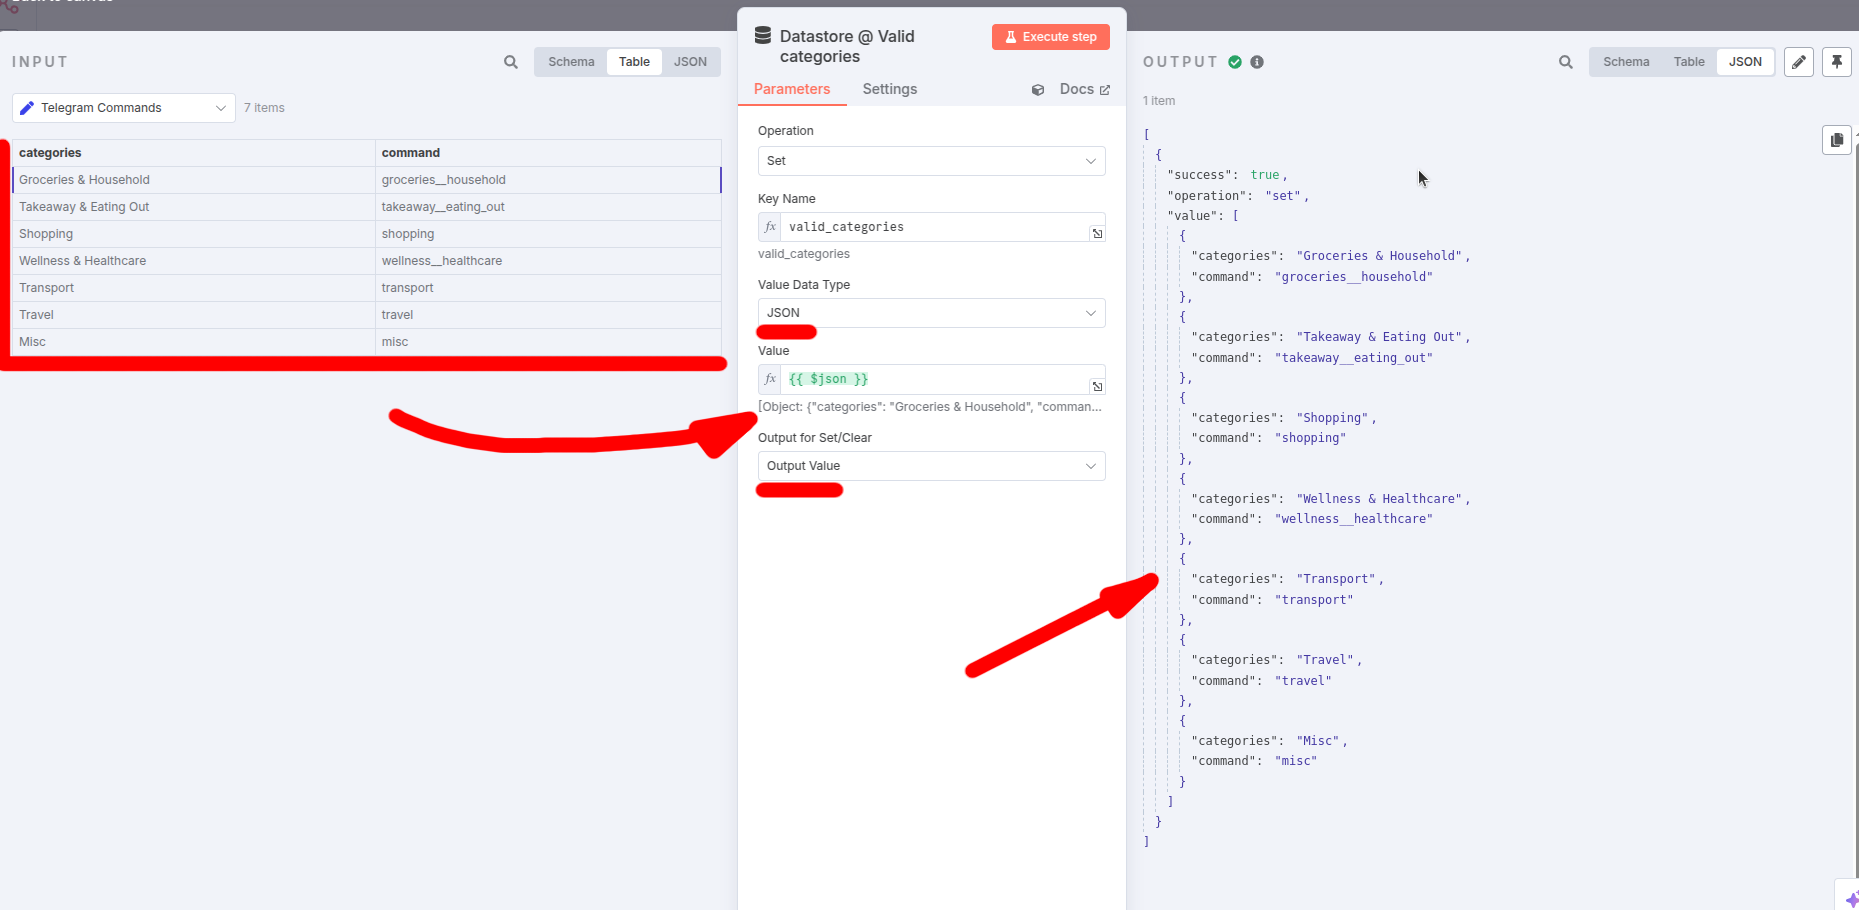 INPUT
Schema Table JSON
Telegram Commands 7 items
categories command
Groceries & Household groceries__household
Takeaway & Eating Out takeaway__eating_out
Shopping shopping
Wellness & Healthcare wellness__healthcare
Transport transport
Travel travel
Misc misc
Datastore @ Valid
categories
Execute step
Parameters Settings Docs
Operation
Set
Key Name
fx valid_categories
valid_categories
Value Data Type
JSON
Value
fx {{ $json }}
[Object: {"categories": "Groceries & Household", "comman...
Output for Set/Clear
Output Value
OUTPUT
Schema Table JSON
1 item
[
{
"success": true,
"operation": "set",
"value": [
{
"categories": "Groceries & Household",
"command": "groceries__household"
},
{
"categories": "Takeaway & Eating Out",
"command": "takeaway__eating_out"
},
{
"categories": "Shopping",
"command": "shopping"
},
{
"categories": "Wellness & Healthcare",
"command": "wellness__healthcare"
},
{
"categories": "Transport",
"command": "transport"
},
{
"categories": "Travel",
"command": "travel"
},
{
"categories": "Misc",
"command": "misc"
}
]
}
]